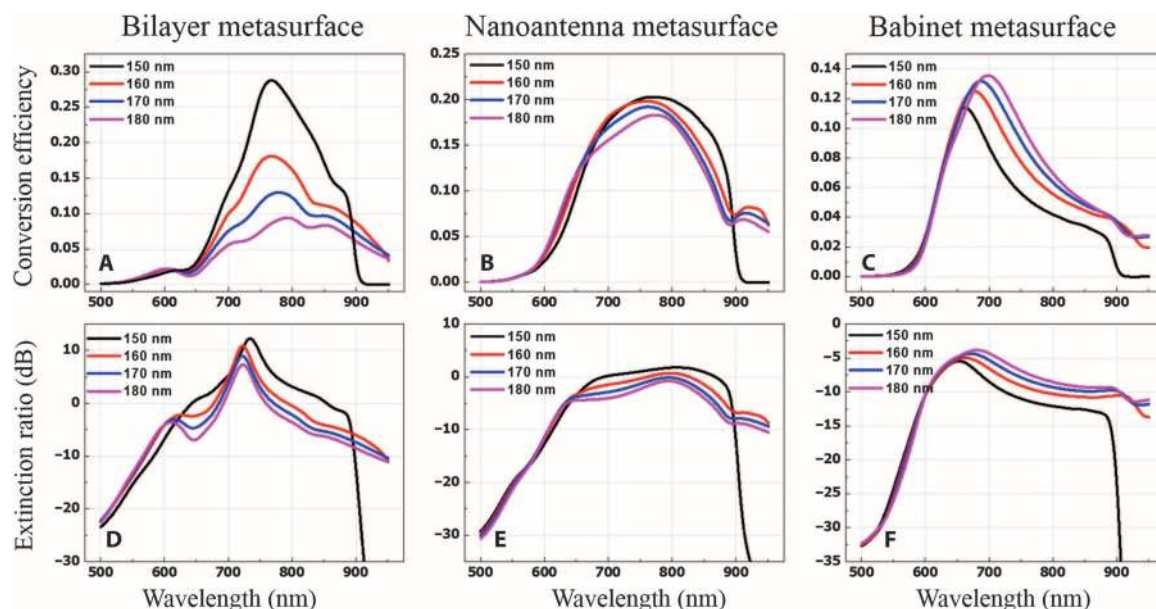 Bilayer metasurface Nanoantenna metasurface Babinet metasurface
Conversion efficiency
0.30
0.25
0.20
0.15
0.10
0.05
0.00
150 nm
160 nm
170 nm
180 nm
A
500 600 700 800 900
0.25
0.20
0.15
0.10
0.05
0.00
150 nm
160 nm
170 nm
180 nm
B
500 600 700 800 900
0.14
0.12
0.10
0.08
0.06
0.04
0.02
0.00
150 nm
160 nm
170 nm
180 nm
C
500 600 700 800 900
Extinction ratio (dB)
10
0
−10
−20
−30
150 nm
160 nm
170 nm
180 nm
D
500 600 700 800 900
Wavelength (nm)
10
0
−10
−20
−30
150 nm
160 nm
170 nm
180 nm
E
500 600 700 800 900
Wavelength (nm)
0
−5
−10
−15
−20
−25
−30
−35
150 nm
160 nm
170 nm
180 nm
F
500 600 700 800 900
Wavelength (nm)